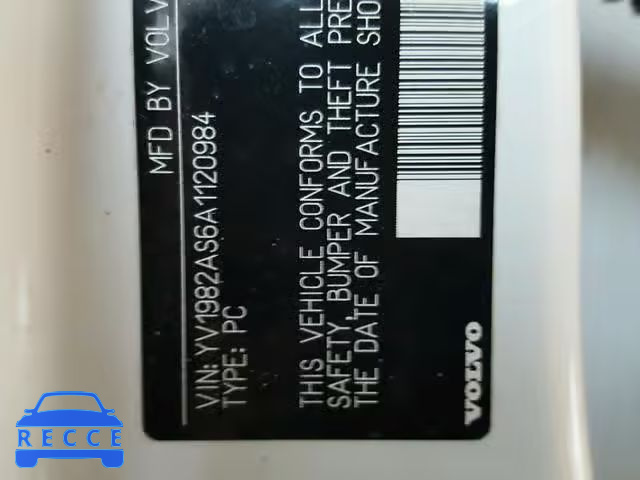 MFD BY VOLV
VIN: YV1982AS6A1120984
TYPE: PC
THIS VEHICLE CONFORMS TO ALL
SAFETY, BUMPER AND THEFT PRE
THE DATE OF MANUFACTURE SHO
VOLVO
RECCE